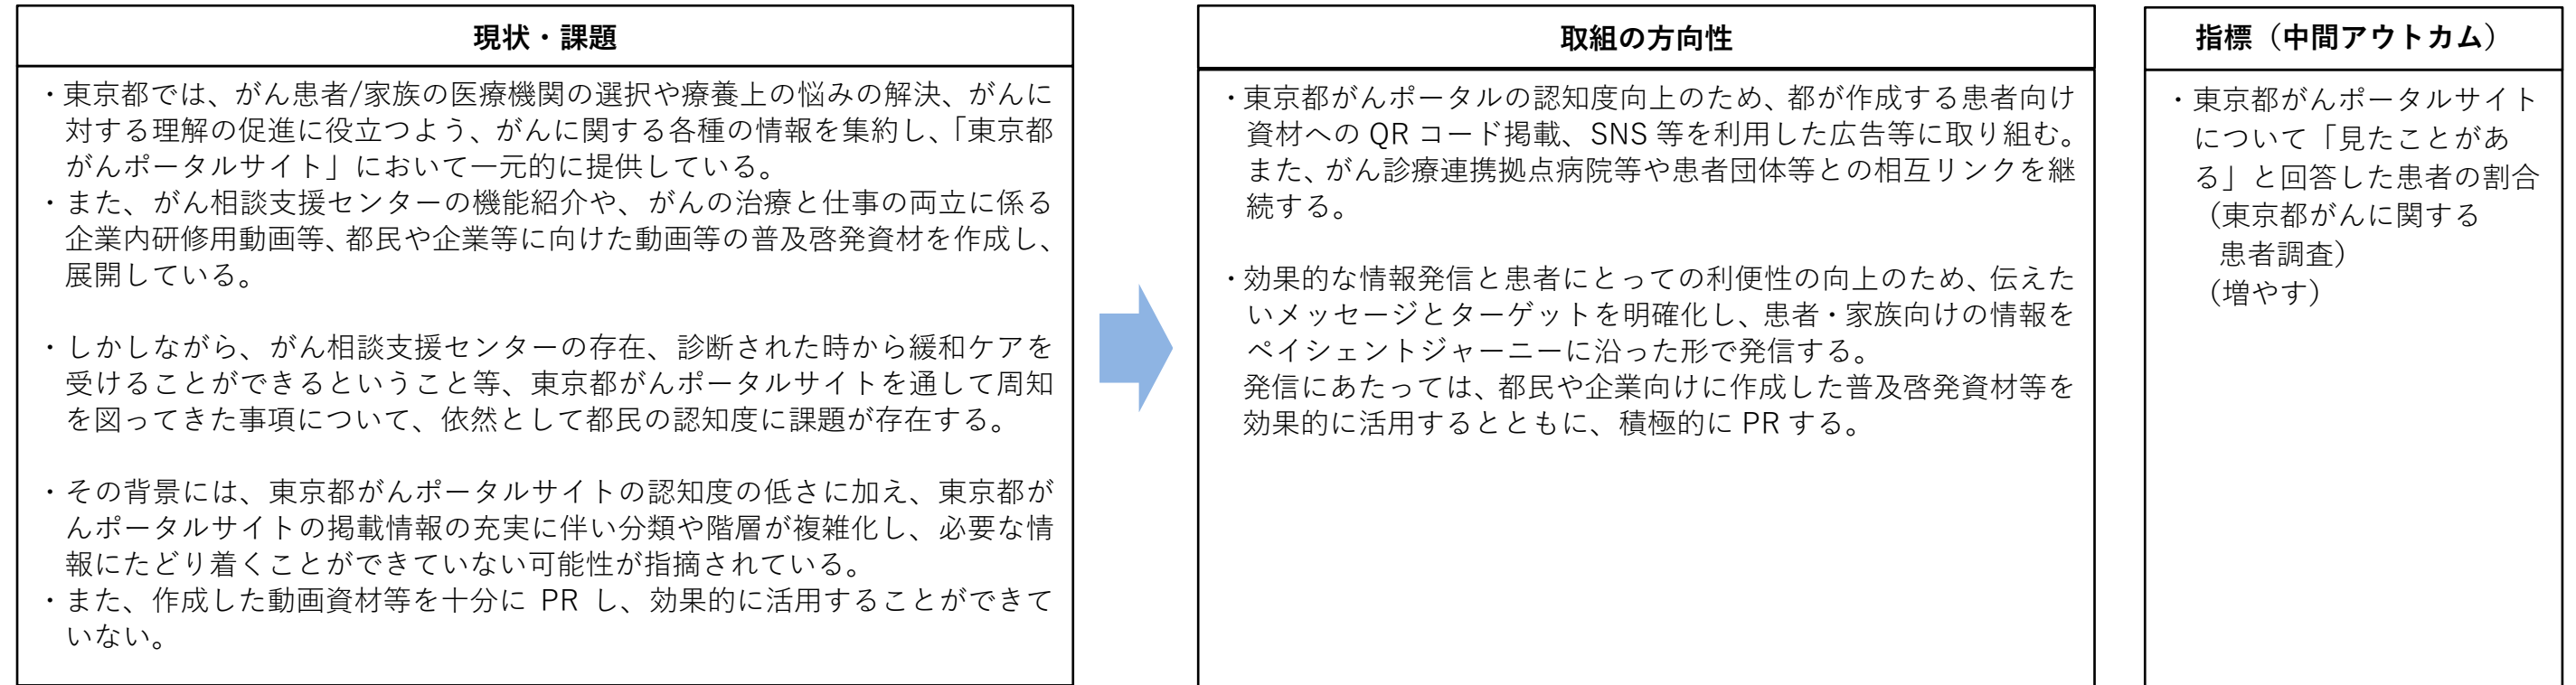 現状・課題
・東京都では、がん患者/家族の医療機関の選択や療養上の悩みの解決、がんに
対する理解の促進に役立つよう、がんに関する各種の情報を集約し、「東京都
がんポータルサイト」において一元的に提供している。
・また、がん相談支援センターの機能紹介や、がんの治療と仕事の両立に係る
企業内研修用動画等、都民や企業等に向けた動画等の普及啓発資材を作成し、
展開している。
・しかしながら、がん相談支援センターの存在、診断された時から緩和ケアを
受けることができるということ等、東京都がんポータルサイトを通して周知
を図ってきた事項について、依然として都民の認知度に課題が存在する。
・その背景には、東京都がんポータルサイトの認知度の低さに加え、東京都が
んポータルサイトの掲載情報の充実に伴い分類や階層が複雑化し、必要な情
報にたどり着くことができていない可能性が指摘されている。
・また、作成した動画資材等を十分に PR し、効果的に活用することができて
いない。
取組の方向性
・東京都がんポータルの認知度向上のため、都が作成する患者向け
資材への QR コード掲載、SNS 等を利用した広告等に取り組む。
また、がん診療連携拠点病院等や患者団体等との相互リンクを継
続する。
・効果的な情報発信と患者にとっての利便性の向上のため、伝えた
いメッセージとターゲットを明確化し、患者・家族向けの情報を
ペイシェントジャーニーに沿った形で発信する。
発信にあたっては、都民や企業向けに作成した普及啓発資材等を
効果的に活用するとともに、積極的に PR する。
指標（中間アウトカム）
・東京都がんポータルサイト
について「見たことがあ
る」と回答した患者の割合
（東京都がんに関する
患者調査）
（増やす）